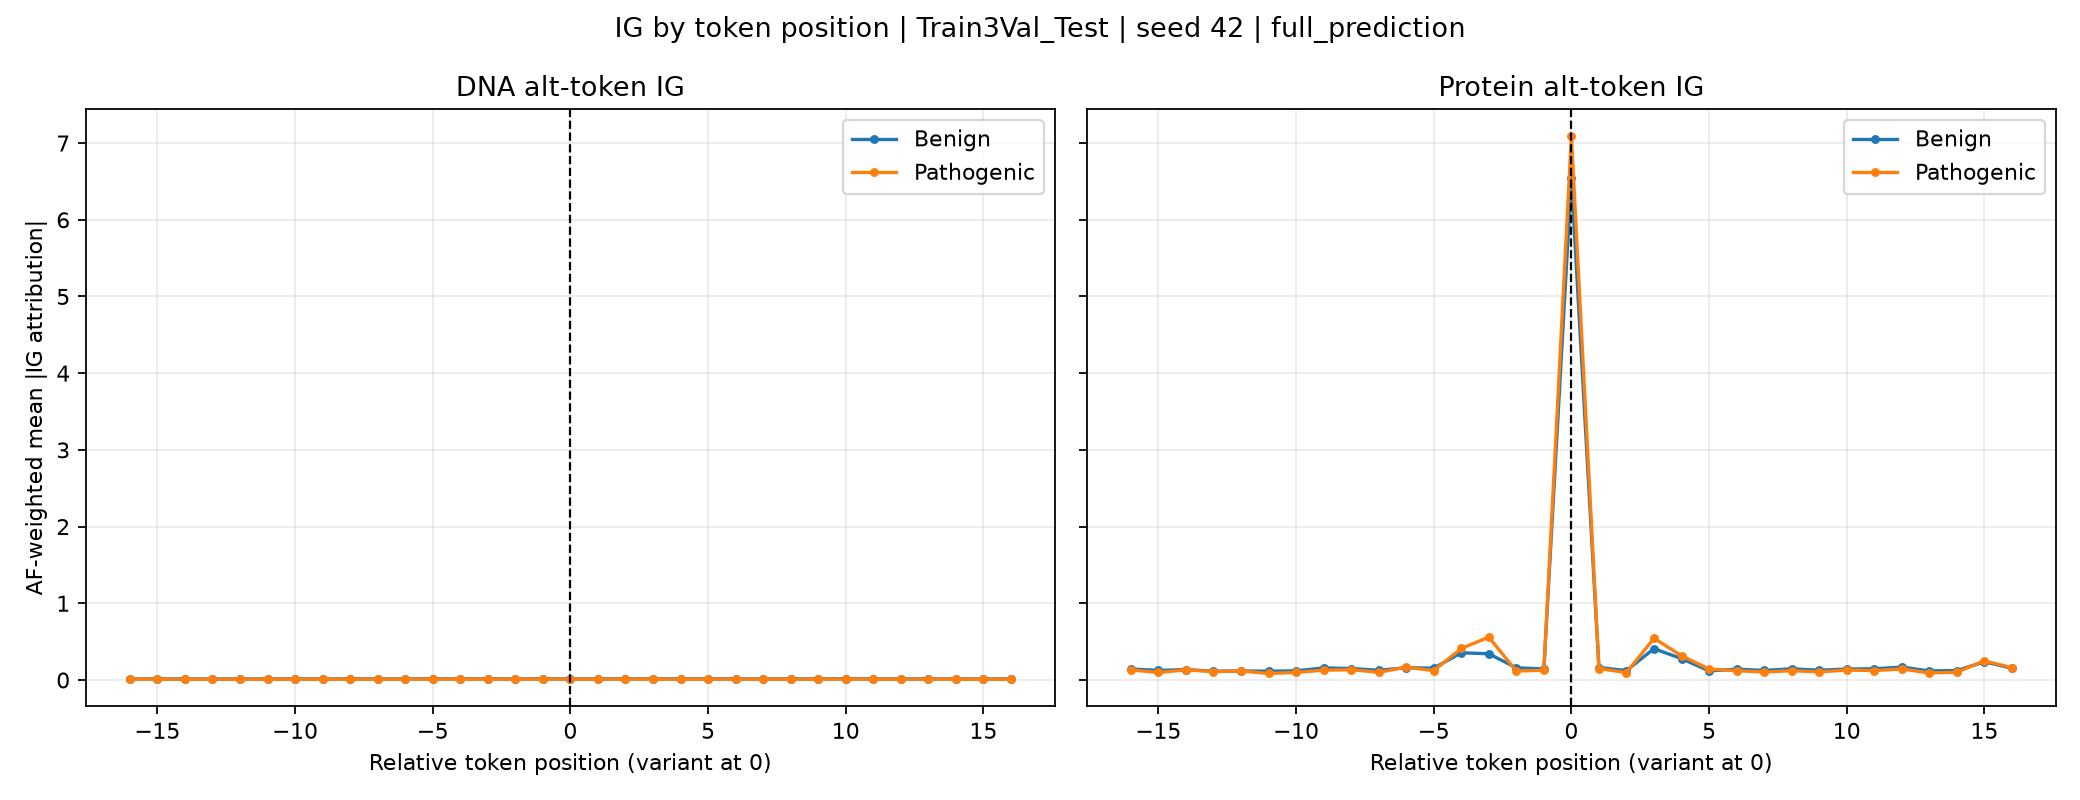 IG by token position | Train3Val_Test | seed 42 | full_prediction
DNA alt-token IG
Protein alt-token IG
AF-weighted mean |IG attribution|
7
6
5
4
3
2
1
0
Benign
Pathogenic
Benign
Pathogenic
−15 −10 −5 0 5 10 15
−15 −10 −5 0 5 10 15
Relative token position (variant at 0)
Relative token position (variant at 0)